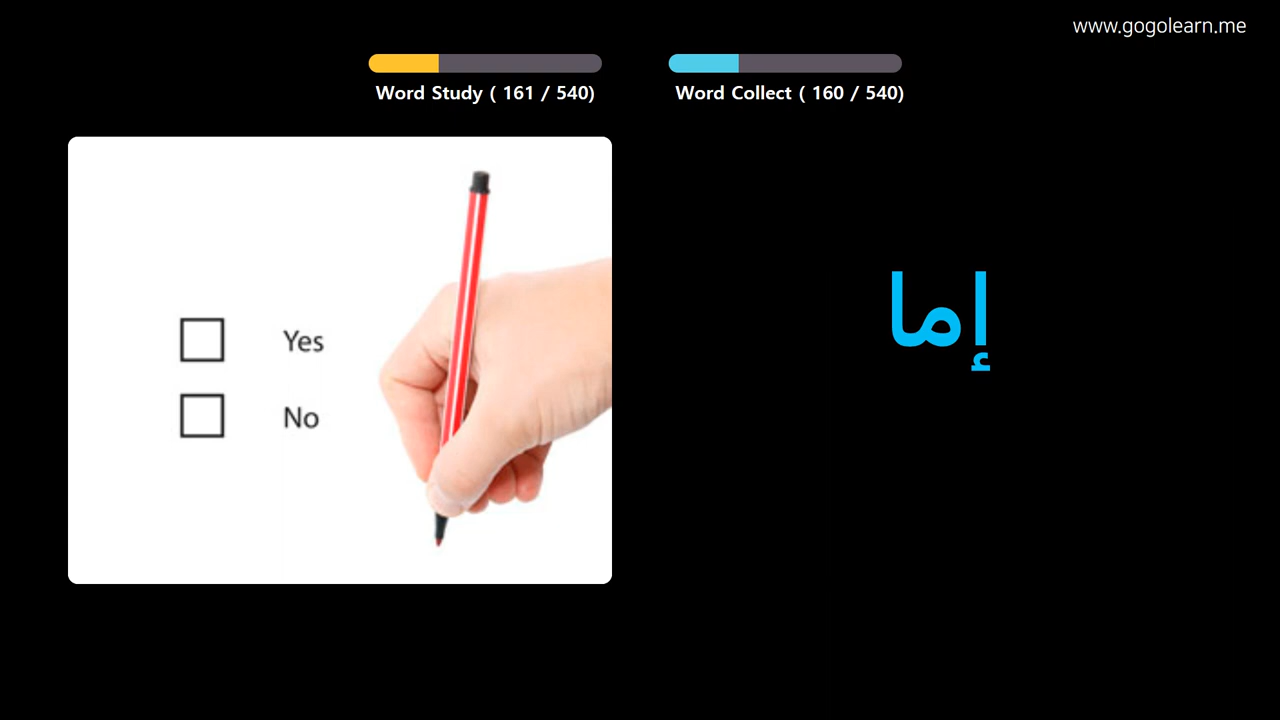 www.gogolearn.me
Word Study ( 161 / 540)
Word Collect ( 160 / 540)
Yes
No
إما